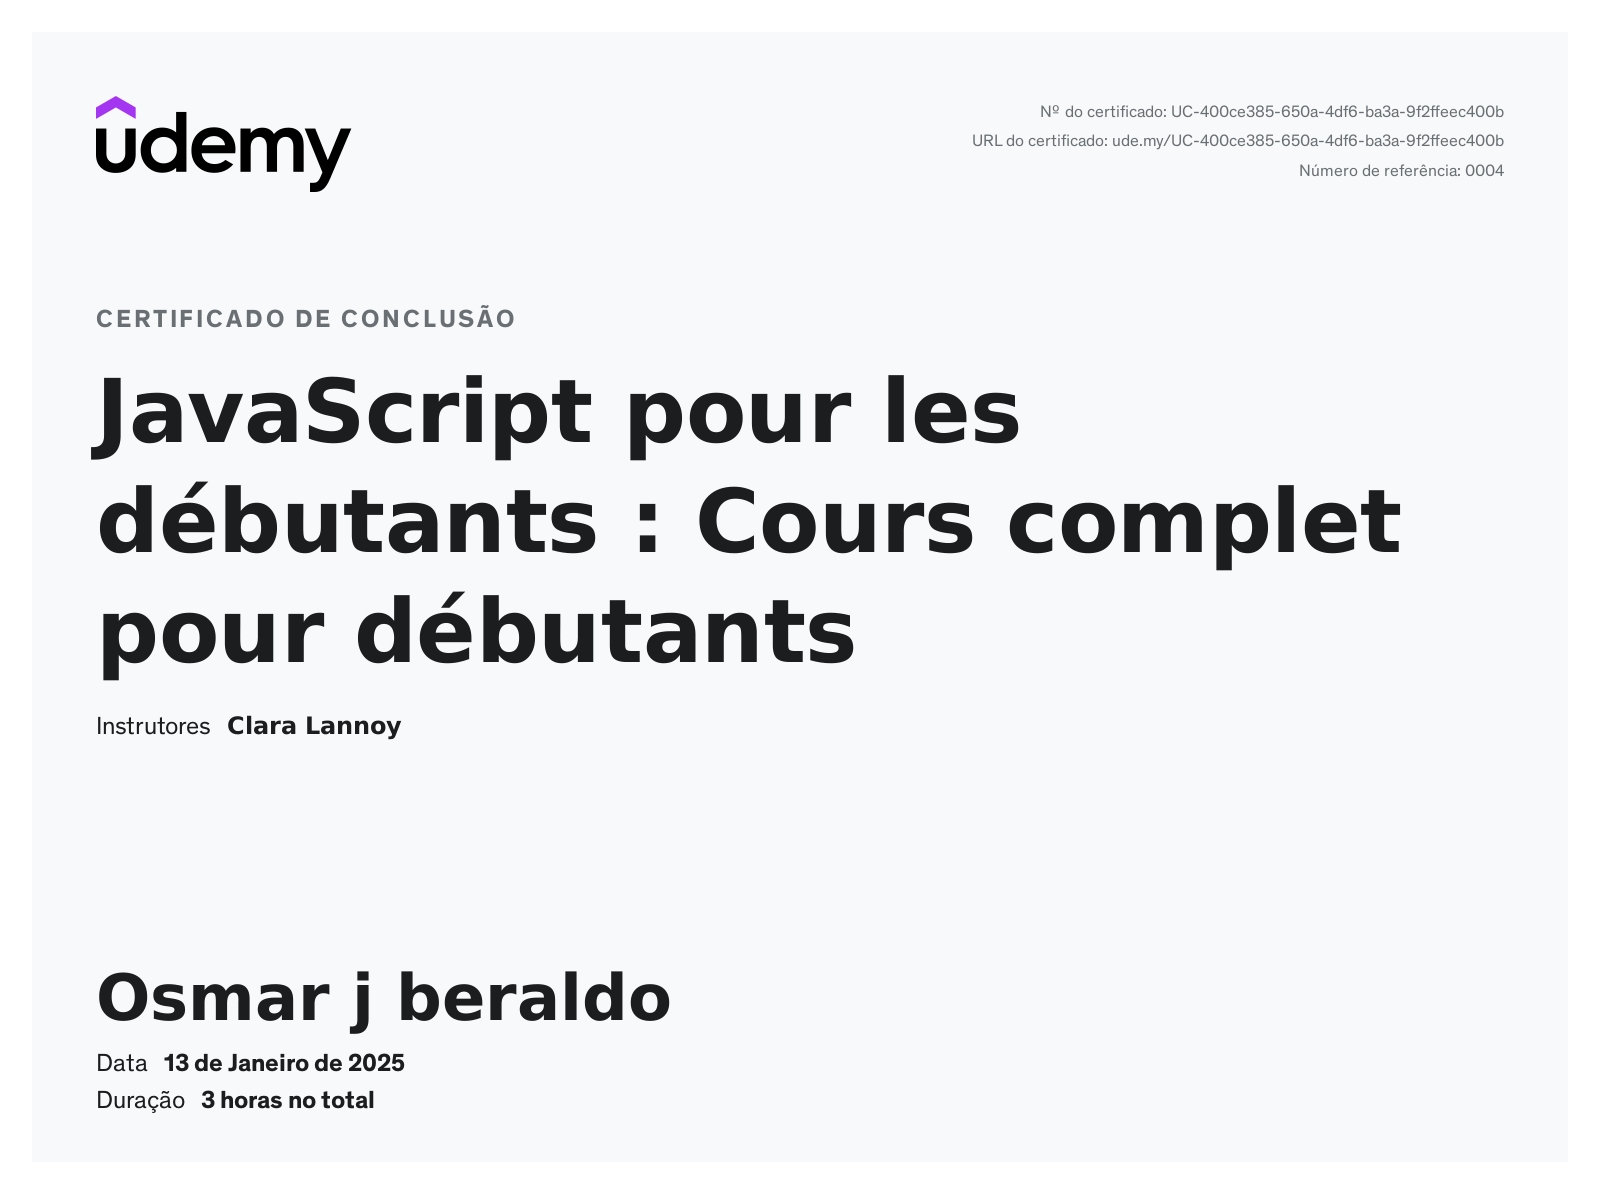 udemy
Nº do certificado: UC-400ce385-650a-4df6-ba3a-9f2ffeec400b
URL do certificado: ude.my/UC-400ce385-650a-4df6-ba3a-9f2ffeec400b
Número de referência: 0004
CERTIFICADO DE CONCLUSÃO
JavaScript pour les
débutants : Cours complet
pour débutants
Instrutores Clara Lannoy
Osmar j beraldo
Data 13 de Janeiro de 2025
Duração 3 horas no total